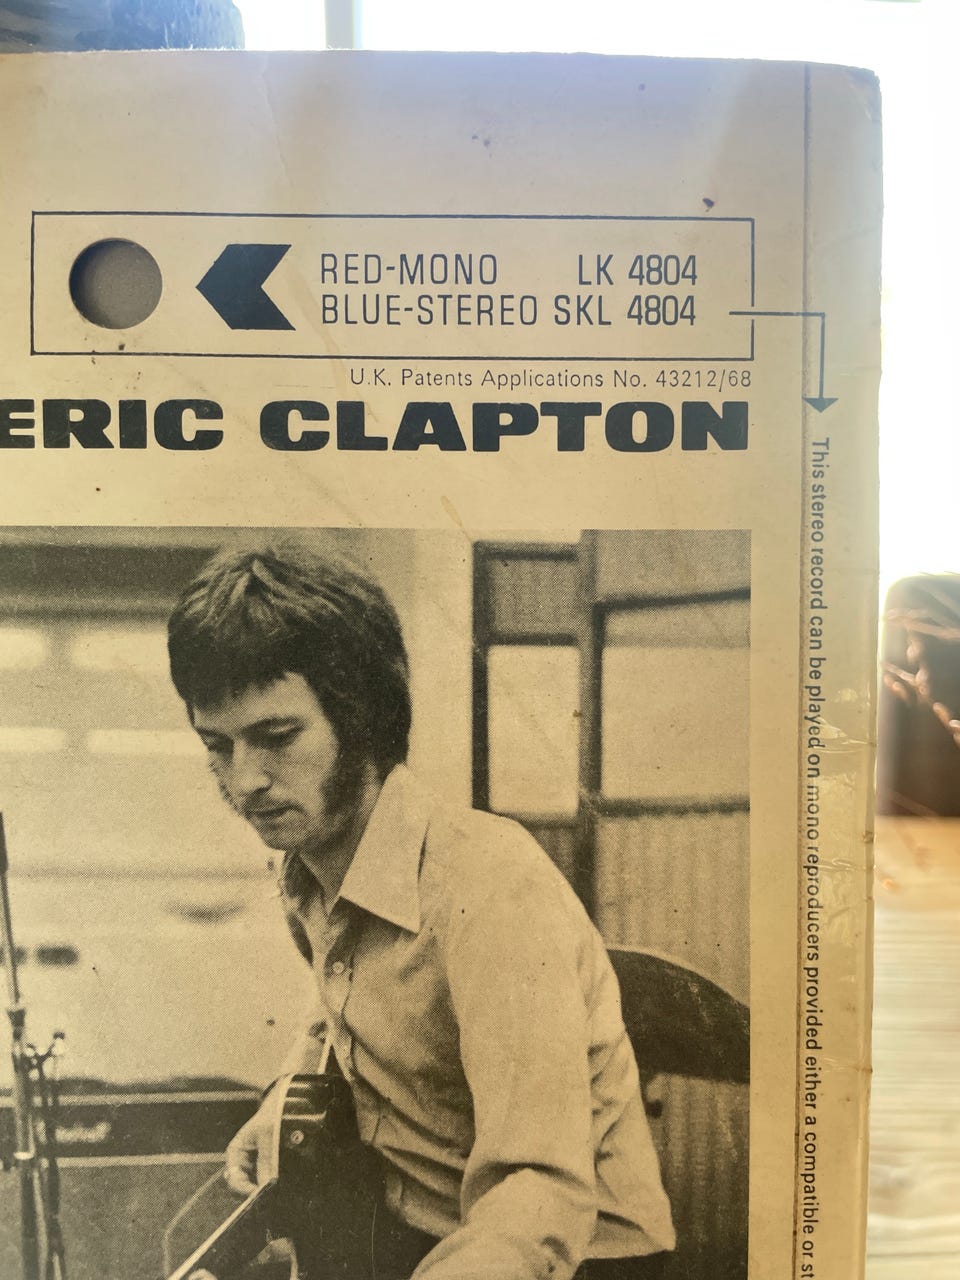 RED-MONO LK 4804
BLUE-STEREO SKL 4804
U.K. Patents Applications No. 43212/68
ERIC CLAPTON
This stereo record can be played on mono reproducers provided either a compatible or st